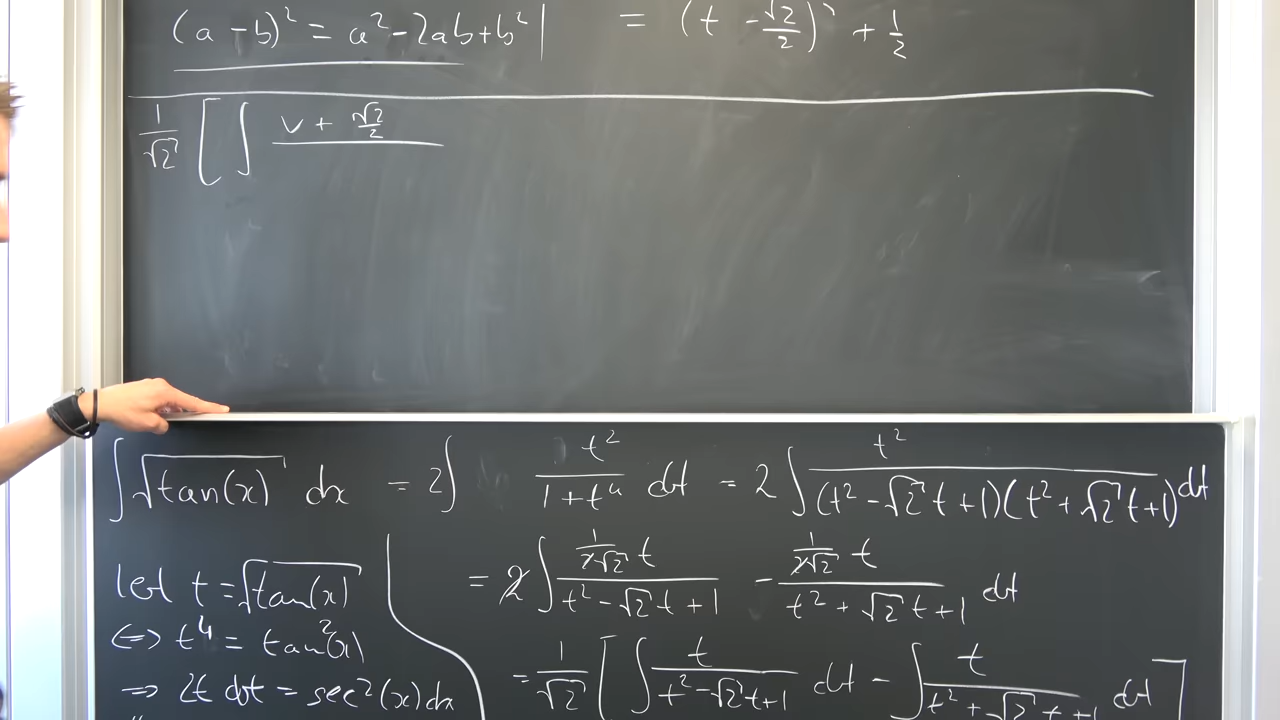 (a - b)² = a² - 2ab + b² | = (t - √2/2)² + 1/2
1/√2 [ ∫ v + √2/2
∫ √tan(x) dx = 2∫ t²/(1+t⁴) dt = 2∫ t²/((t² - √2 t + 1)(t² + √2 t + 1)) dt
let t = √tan(x)
⇔ t⁴ = tan²(x)
⇒ 2t dt = sec²(x) dx
= 2∫ (1/(2√2) t)/(t² - √2 t + 1) - (1/(2√2) t)/(t² + √2 t + 1) dt
= 1/√2 [ ∫ t/(t² - √2 t + 1) dt - ∫ t/(t² + √2 t + 1) dt ]